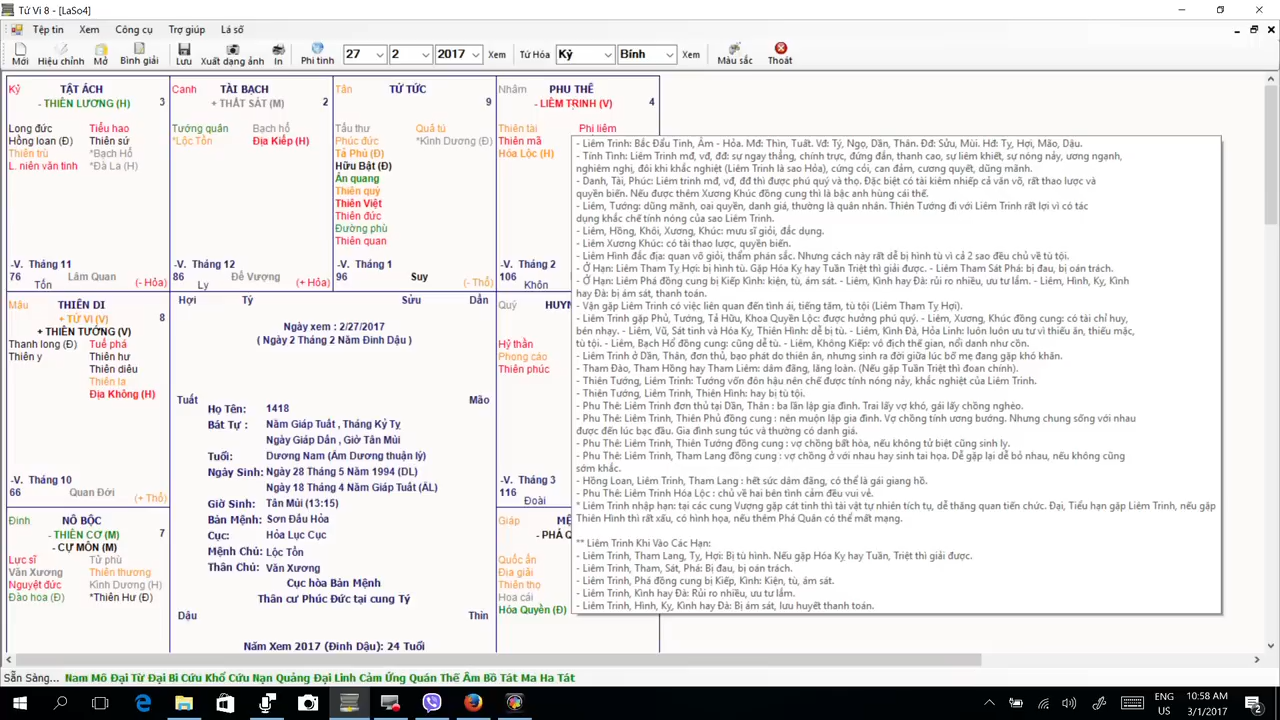 Tử Vi 8 - [LaSo4]
Tệp tin Xem Công cụ Trợ giúp Lá số
Mới Hiệu chỉnh Mở Bình giải Lưu Xuất dạng ảnh In Phi tinh 27 2 2017 Xem Tứ Hóa Kỷ Bính Xem Màu sắc Thoát
Kỷ TẬT ÁCH
- THIÊN LƯƠNG (H) 3
Long đức Tiểu hao
Hồng loan (Đ) Thiên sứ
Thiên trù *Bạch Hổ
L. niên văn tinh *Đà La (H)
-V. Tháng 11
76 Lâm Quan (- Hỏa)
Tốn
Canh TÀI BẠCH
+ THẤT SÁT (M) 2
Tướng quân Bạch hổ
*Lộc Tồn Địa Kiếp (H)
-V. Tháng 12
86 Đế Vượng (+ Hỏa)
Ly
Tân TỬ TỨC
9
Tấu thư Quả tú
Phúc đức *Kình Dương (Đ)
Tả Phù (Đ)
Hữu Bật (Đ)
Ân quang
Thiên quý
Thiên Việt
Thiên đức
Đường phù
Thiên quan
-V. Tháng 1
96 Suy (- Thổ)
Nhâm PHU THÊ
- LIÊM TRINH (V) 4
Thiên tài Phi liêm
Thiên mã
Hóa Lộc (H)
-V. Tháng 2
106
Khôn
- Liêm Trinh: Bắc Đẩu Tinh, Âm - Hỏa. Mđ: Thìn, Tuất. Vđ: Tý, Ngọ, Dần, Thân. Đđ: Sửu, Mùi. Hđ: Tỵ, Hợi, Mão, Dậu.
- Tính Tình: Liêm Trinh mđ, vđ, đđ: sự ngay thẳng, chính trực, đứng đắn, thanh cao, sự liêm khiết, sự nóng nảy, ương ngạnh,
nghiêm nghị, đôi khi khắc nghiệt (Liêm Trinh là sao Hỏa), cứng cỏi, can đảm, cương quyết, dũng mãnh.
- Danh, Tài, Phúc: Liêm trinh mđ, vđ, đđ thì được phú quý và thọ. Đặc biệt có tài kiêm nhiếp cả văn võ, rất thao lược và
quyền biến. Nếu được thêm Xương Khúc đồng cung thì là bậc anh hùng cái thế.
- Liêm, Tướng: dũng mãnh, oai quyền, danh giá, thường là quân nhân. Thiên Tướng đi với Liêm Trinh rất lợi vì có tác
dụng khắc chế tính nóng của sao Liêm Trinh.
- Liêm, Hồng, Khôi, Xương, Khúc: mưu sĩ giỏi, đắc dụng.
- Liêm Xương Khúc: có tài thao lược, quyền biến.
- Liêm Hình đắc địa: quan võ giỏi, thẩm phán sắc. Nhưng cách này rất dễ bị hình tù vì cả 2 sao đều chủ về tù tội.
- Ở Hạn: Liêm Tham Tỵ Hợi: bị hình tù. Gặp Hóa Kỵ hay Tuần Triệt thì giải được. - Liêm Tham Sát Phá: bị đau, bị oán trách.
- Ở Hạn: Liêm Phá đồng cung bị Kiếp Kình: kiện, tù, ám sát. - Liêm, Kình hay Đà: rủi ro nhiều, ưu tư lắm. - Liêm, Hình, Kỵ, Kình
hay Đà: bị ám sát, thanh toán.
- Vận gặp Liêm Trinh có việc liên quan đến tình ái, tiếng tăm, tù tội (Liêm Tham Tỵ Hợi).
- Liêm Trinh gặp Phủ, Tướng, Tả Hữu, Khoa Quyền Lộc: được hưởng phú quý. - Liêm, Xương, Khúc đồng cung: có tài chỉ huy,
bén nhạy. - Liêm, Vũ, Sát tinh và Hóa Kỵ, Thiên Hình: dễ bị tù. - Liêm, Kình Đà, Hỏa Linh: luôn luôn ưu tư vì thiếu ăn, thiếu mặc,
tù tội. - Liêm, Bạch Hổ đồng cung: cũng dễ tù. - Liêm, Không Kiếp: vô địch thế gian, nổi danh như cồn.
- Liêm Trinh ở Dần, Thân, đơn thủ, bạo phát do thiên ân, nhưng sinh ra đời giữa lúc bố mẹ đang gặp khó khăn.
- Tham Đào, Tham Hồng hay Tham Liêm: dâm đãng, lẳng loàn. (Nếu gặp Tuần Triệt thì đoan chính).
- Thiên Tướng, Liêm Trinh: Tướng vốn đôn hậu nên chế được tính nóng nảy, khắc nghiệt của Liêm Trinh.
- Thiên Tướng, Liêm Trinh, Thiên Hình: hay bị tù tội.
- Phu Thê: Liêm Trinh đơn thủ tại Dần, Thân : ba lần lập gia đình. Trai lấy vợ khó, gái lấy chồng nghèo.
- Phu Thê: Liêm Trinh, Thiên Phủ đồng cung : nên muộn lập gia đình. Vợ chồng tính ương bướng. Nhưng chung sống với nhau
được đến lúc bạc đầu. Gia đình sung túc và thường có danh giá.
- Phu Thê: Liêm Trinh, Thiên Tướng đồng cung : vợ chồng bất hòa, nếu không tử biệt cũng sinh ly.
- Phu Thê: Liêm Trinh, Tham Lang đồng cung : vợ chồng ở với nhau hay sinh tai họa. Dễ gặp lại dễ bỏ nhau, nếu không cũng
sớm khắc.
- Hồng Loan, Liêm Trinh, Tham Lang : hết sức dâm đãng, có thể là gái giang hồ.
- Phu Thê: Liêm Trinh Hóa Lộc : chủ về hai bên tình cảm đều vui vẻ.
* Liêm Trinh nhập hạn: tại các cung Vượng gặp cát tinh thì tài vật tự nhiên tích tụ, dễ thăng quan tiến chức. Đại, Tiểu hạn gặp Liêm Trinh, nếu gặp
Thiên Hình thì rất xấu, có hình họa, nếu thêm Phá Quân có thể mất mạng.
** Liêm Trinh Khi Vào Các Hạn:
- Liêm Trinh, Tham Lang, Tỵ, Hợi: Bị tù hình. Nếu gặp Hóa Kỵ hay Tuần, Triệt thì giải được.
- Liêm Trinh, Tham, Sát, Phá: Bị đau, bị oán trách.
- Liêm Trinh, Phá đồng cung bị Kiếp, Kình: Kiện, tù, ám sát.
- Liêm Trinh, Kình hay Đà: Rủi ro nhiều, ưu tư lắm.
- Liêm Trinh, Hình, Kỵ, Kình hay Đà: Bị ám sát, lưu huyết thanh toán.
Mậu THIÊN DI
+ TỬ VI (V) 8
+ THIÊN TƯỚNG (V)
Thanh long (Đ) Tuế phá
Thiên y Thiên hư
Thiên diêu
Thiên la
Địa Không (H)
-V. Tháng 10
66 Quan Đới (+ Thổ)
Hợi Tý Sửu Dần
Ngày xem : 2/27/2017
( Ngày 2 Tháng 2 Năm Đinh Dậu )
Tuất Mão
Họ Tên: 1418
Bát Tự : Năm Giáp Tuất , Tháng Kỷ Tỵ
Ngày Giáp Dần , Giờ Tân Mùi
Tuổi: Dương Nam (Âm Dương thuận lý)
Ngày Sinh: Ngày 28 Tháng 5 Năm 1994 (DL)
Ngày 18 Tháng 4 Năm Giáp Tuất (ÂL)
Giờ Sinh: Tân Mùi (13:15)
Bản Mệnh: Sơn Đầu Hỏa
Cục: Hỏa Lục Cục
Mệnh Chủ: Lộc Tồn
Thân Chủ: Văn Xương
Cục hòa Bản Mệnh
Thân cư Phúc Đức tại cung Tý
Dậu Thìn
Năm Xem 2017 (Đinh Dậu): 24 Tuổi
Quý HUYN
Hỷ thần
Phong cáo
Thiên phúc
-V. Tháng 3
116
Đoài
Đinh NÔ BỘC
- THIÊN CƠ (M) 7
- CỰ MÔN (M)
Lực sĩ Tử phù
Văn Xương Thiên thương
Nguyệt đức Kình Dương (H)
Đào hoa (Đ) *Thiên Hư (Đ)
Giáp MỆ
- PHÁ Q
Quốc ấn
Địa giải
Thiên thọ
Hoa cái
Hóa Quyền (Đ)
Sẵn Sàng... Nam Mô Đại Từ Đại Bi Cứu Khổ Cứu Nạn Quảng Đại Linh Cảm Ứng Quán Thế Âm Bồ Tát Ma Ha Tát
ENG 10:58 AM
US 3/1/2017
2